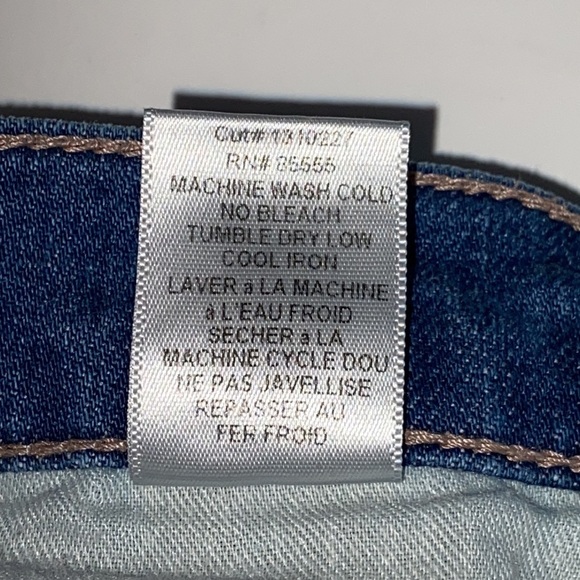 Cut# 1310227
RN# 85555
MACHINE WASH COLD
NO BLEACH
TUMBLE DRY LOW
COOL IRON
LAVER a LA MACHINE
a L'EAU FROID
SECHER a LA
MACHINE CYCLE DOU
NE PAS JAVELLISE
REPASSER AU
FER FROID